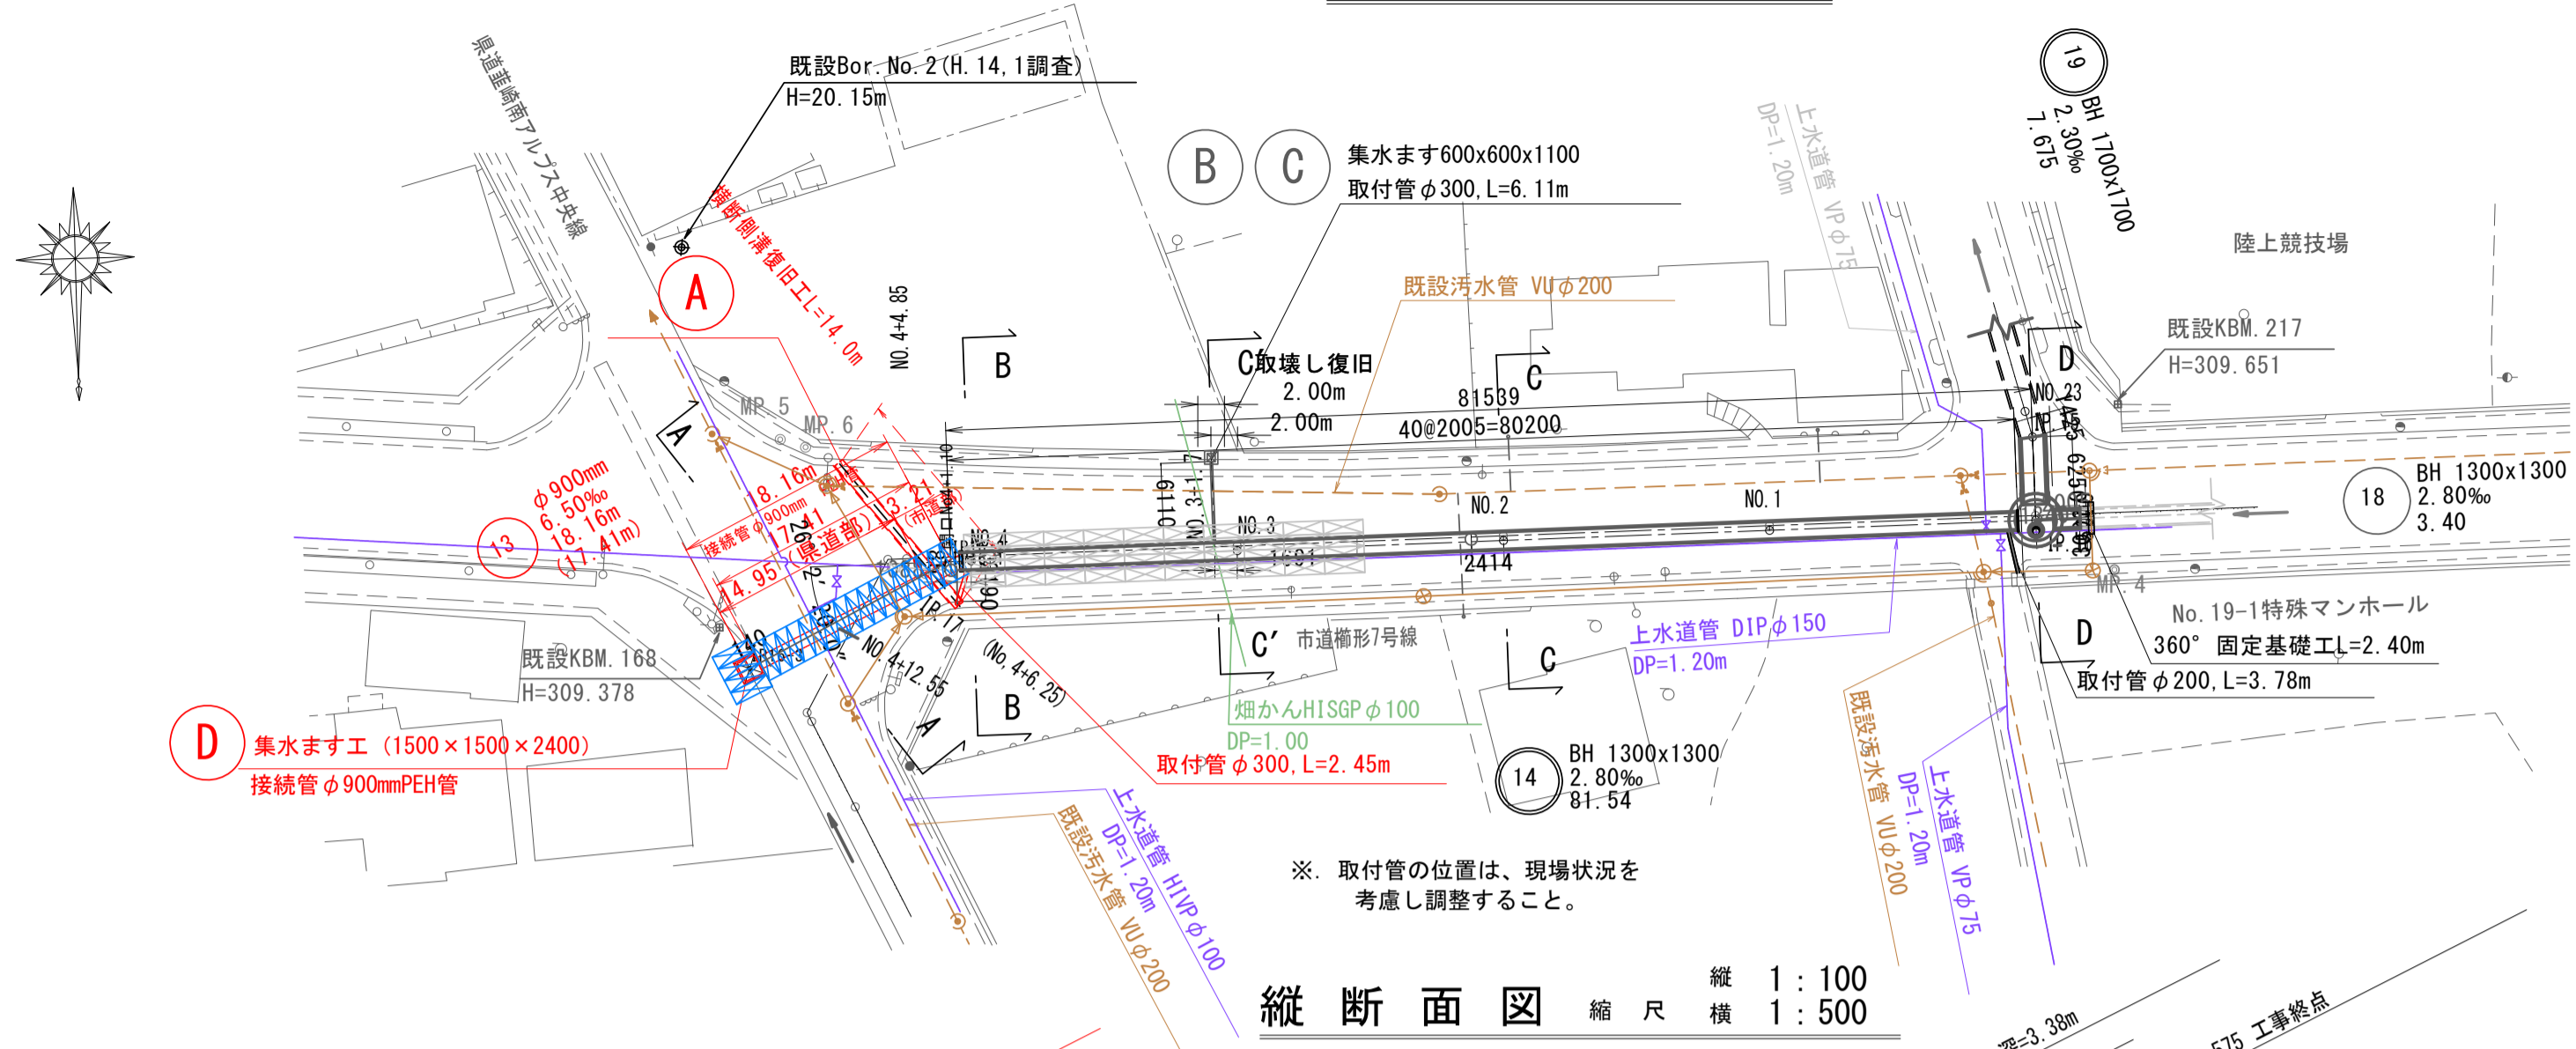 県道韮崎南アルプス中央線
既設Bor.No.2(H.14,1調査)
H=20.15m
A
横断側溝復旧工L=14.0m
NO.4+4.85
B
C
集水ます600x600x1100
取付管φ300,L=6.11m
上水道管 VPφ75
DP=1.20m
19
BH 1700x1700
2.30‰
7.675
陸上競技場
既設KBM.217
H=309.651
既設汚水管 VUφ200
B
C'
取壊し復旧
2.00m
2.00m
C
81539
40@2005=80200
D
NO.23
MP.5
MP.6
A
13
φ900mm
6.50‰
18.16m
(17.41m)
18.16m
接続管φ900mm
17.41
14.95(県道部)
3.21
(市道部)
6110
NO.4
NO.3
NO.2
NO.1
2414
18
BH 1300x1300
2.80‰
3.40
MP.4
No.19-1特殊マンホール
360° 固定基礎工L=2.40m
取付管φ200,L=3.78m
D
既設KBM.168
H=309.378
IP.17
NO.4+12.55
(No.4+6.25)
A
B
C'
市道櫛形7号線
C
上水道管 DIPφ150
DP=1.20m
畑かんHISGPφ100
DP=1.00
D
集水ます工（1500×1500×2400）
接続管φ900mmPEH管
取付管φ300,L=2.45m
14
BH 1300x1300
2.80‰
81.54
上水道管 HIVPφ100
DP=1.20m
既設汚水管 VUφ200
既設汚水管 VUφ200
上水道管 VPφ75
DP=1.20m
※. 取付管の位置は、現場状況を
考慮し調整すること。
縦断面図 縮尺 縦 1:100
横 1:500
深=3.38m
575 工事終点